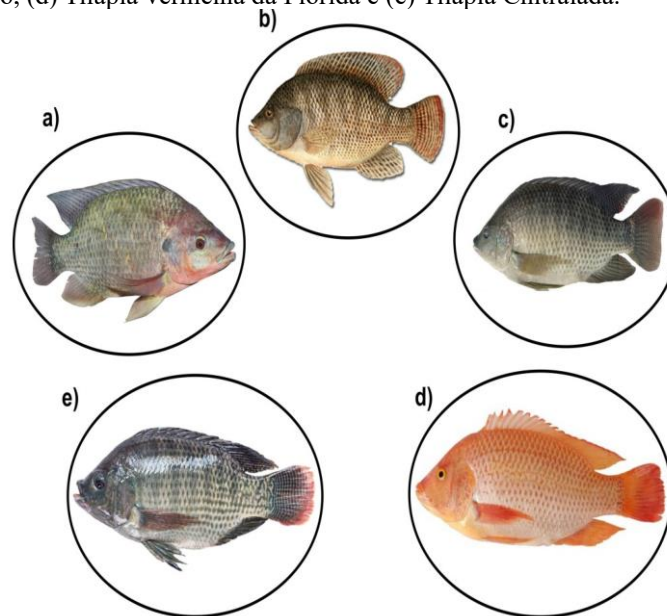 o, (d) Tilápia Vermelha da Flórida e (e) Tilápia Chitralada.
b)
a)
c)
e)
d)